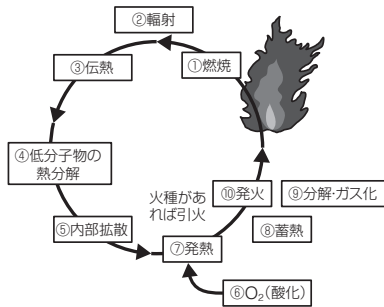 ②輻射
①燃焼
③伝熱
④低分子物の
熱分解
火種があ
れば引火
⑩発火
⑨分解・ガス化
⑧蓄熱
⑤内部拡散
⑦発熱
⑥O₂(酸化)